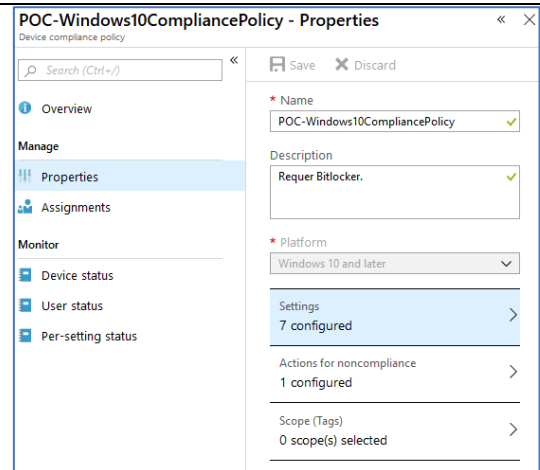 POC-Windows10CompliancePolicy - Properties
Device compliance policy
Search (Ctrl+/)
Overview
Manage
Properties
Assignments
Monitor
Device status
User status
Per-setting status
Save Discard
* Name
POC-Windows10CompliancePolicy
Description
Requer Bitlocker.
* Platform
Windows 10 and later
Settings
7 configured
Actions for noncompliance
1 configured
Scope (Tags)
0 scope(s) selected